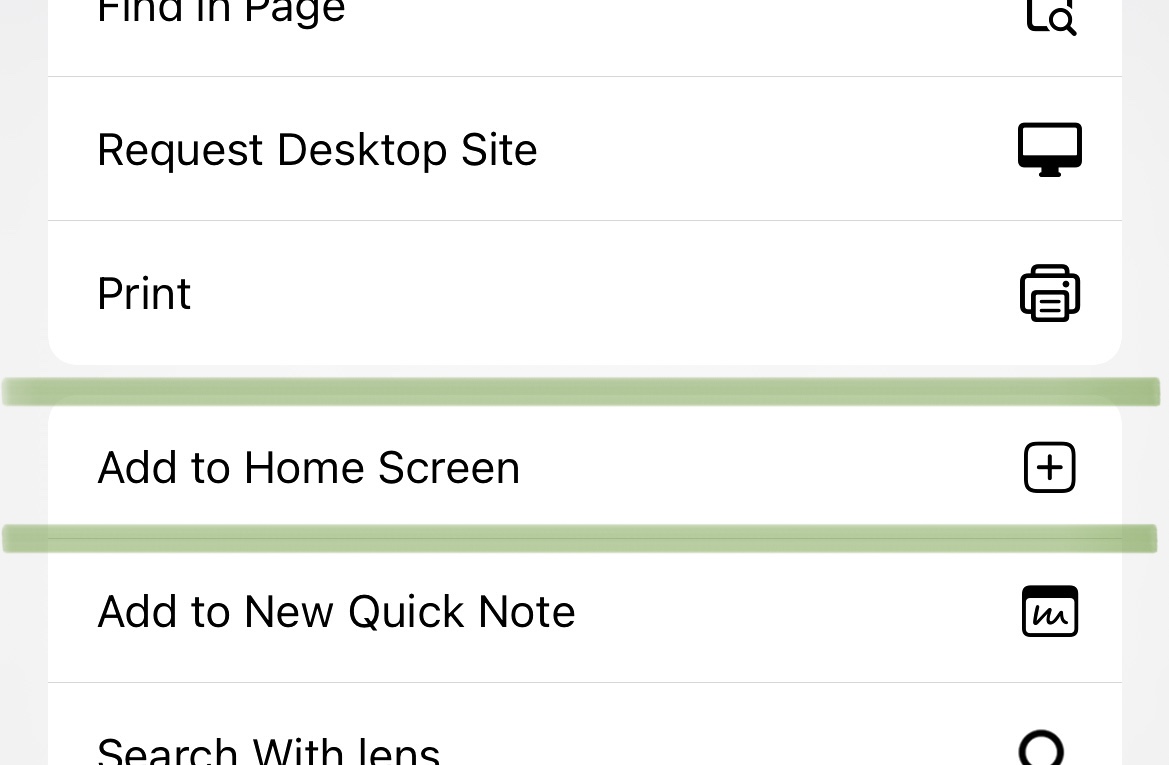 Find in Page
Request Desktop Site
Print
Add to Home Screen
Add to New Quick Note
Search With lens